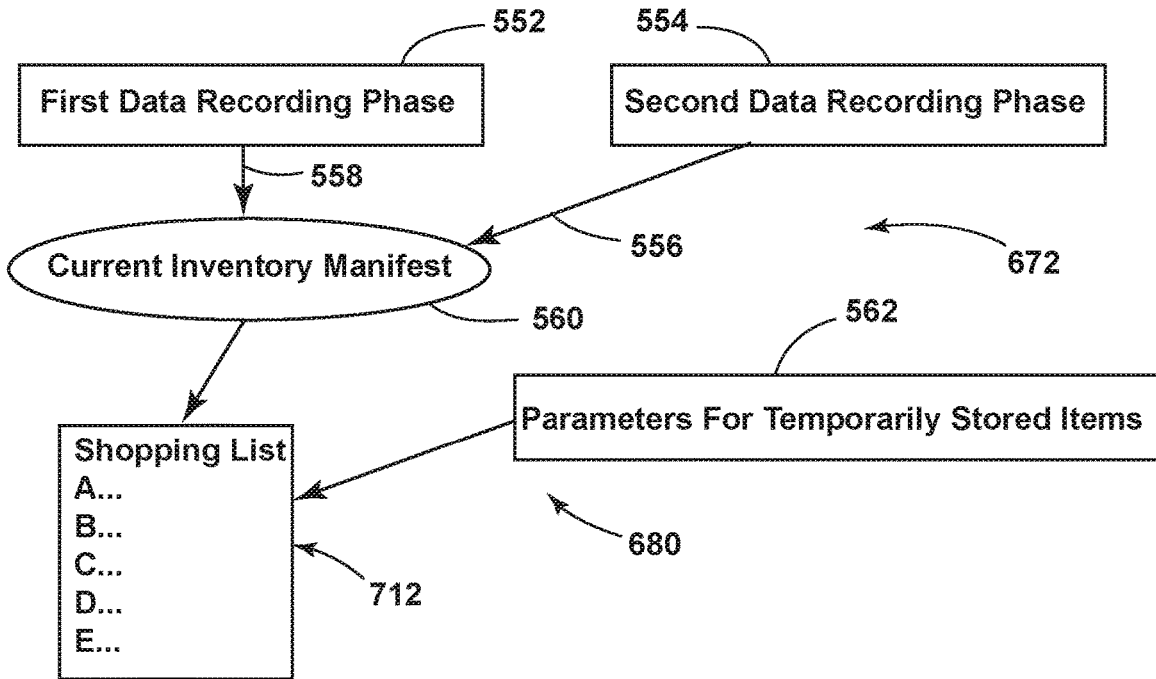 552
554
First Data Recording Phase
Second Data Recording Phase
558
556
672
Current Inventory Manifest
560
562
Parameters For Temporarily Stored Items
Shopping List
A...
B...
C...
D...
E...
680
712